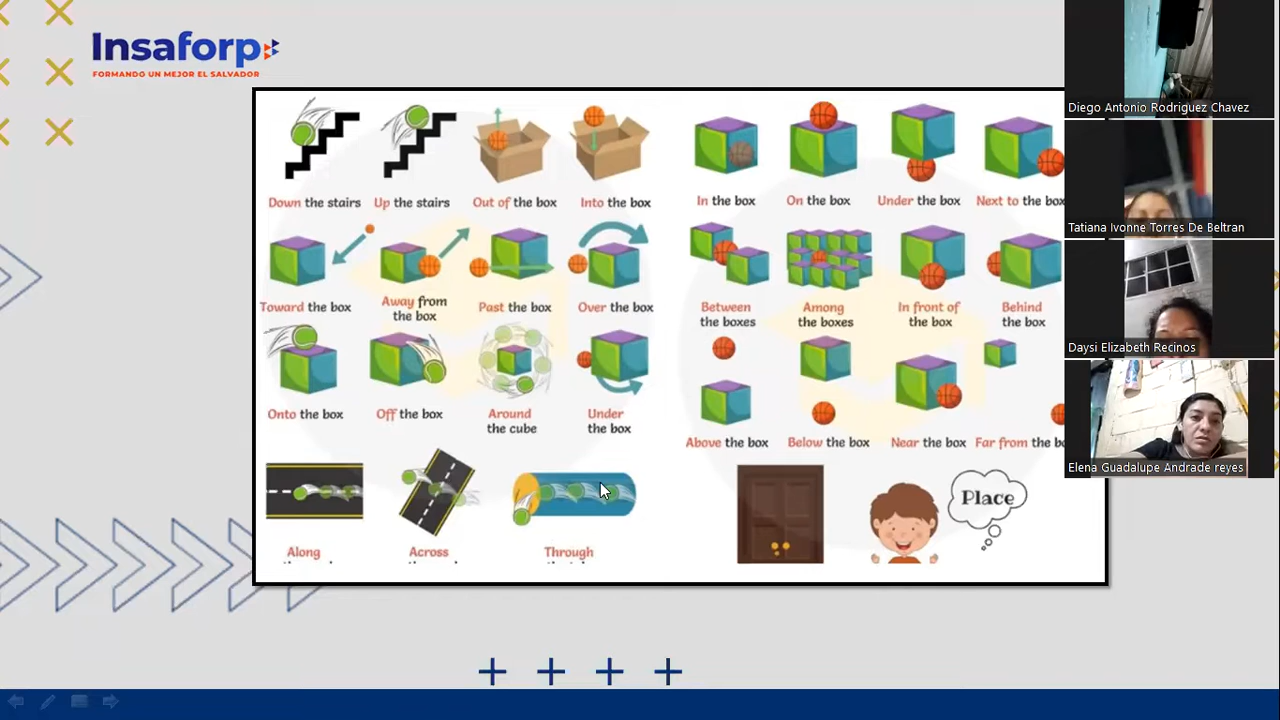 Insaforp
FORMANDO UN MEJOR EL SALVADOR
Down the stairs
Up the stairs
Out of the box
Into the box
In the box
On the box
Under the box
Next to the box
Toward the box
Away from
the box
Past the box
Over the box
Between
the boxes
Among
the boxes
In front of
the box
Behind
the box
Onto the box
Off the box
Around
the cube
Under
the box
Above the box
Below the box
Near the box
Far from the
Along
Across
Through
Place
Diego Antonio Rodriguez Chavez
Tatiana Ivonne Torres De Beltran
Daysi Elizabeth Recinos
Elena Guadalupe Andrade reyes